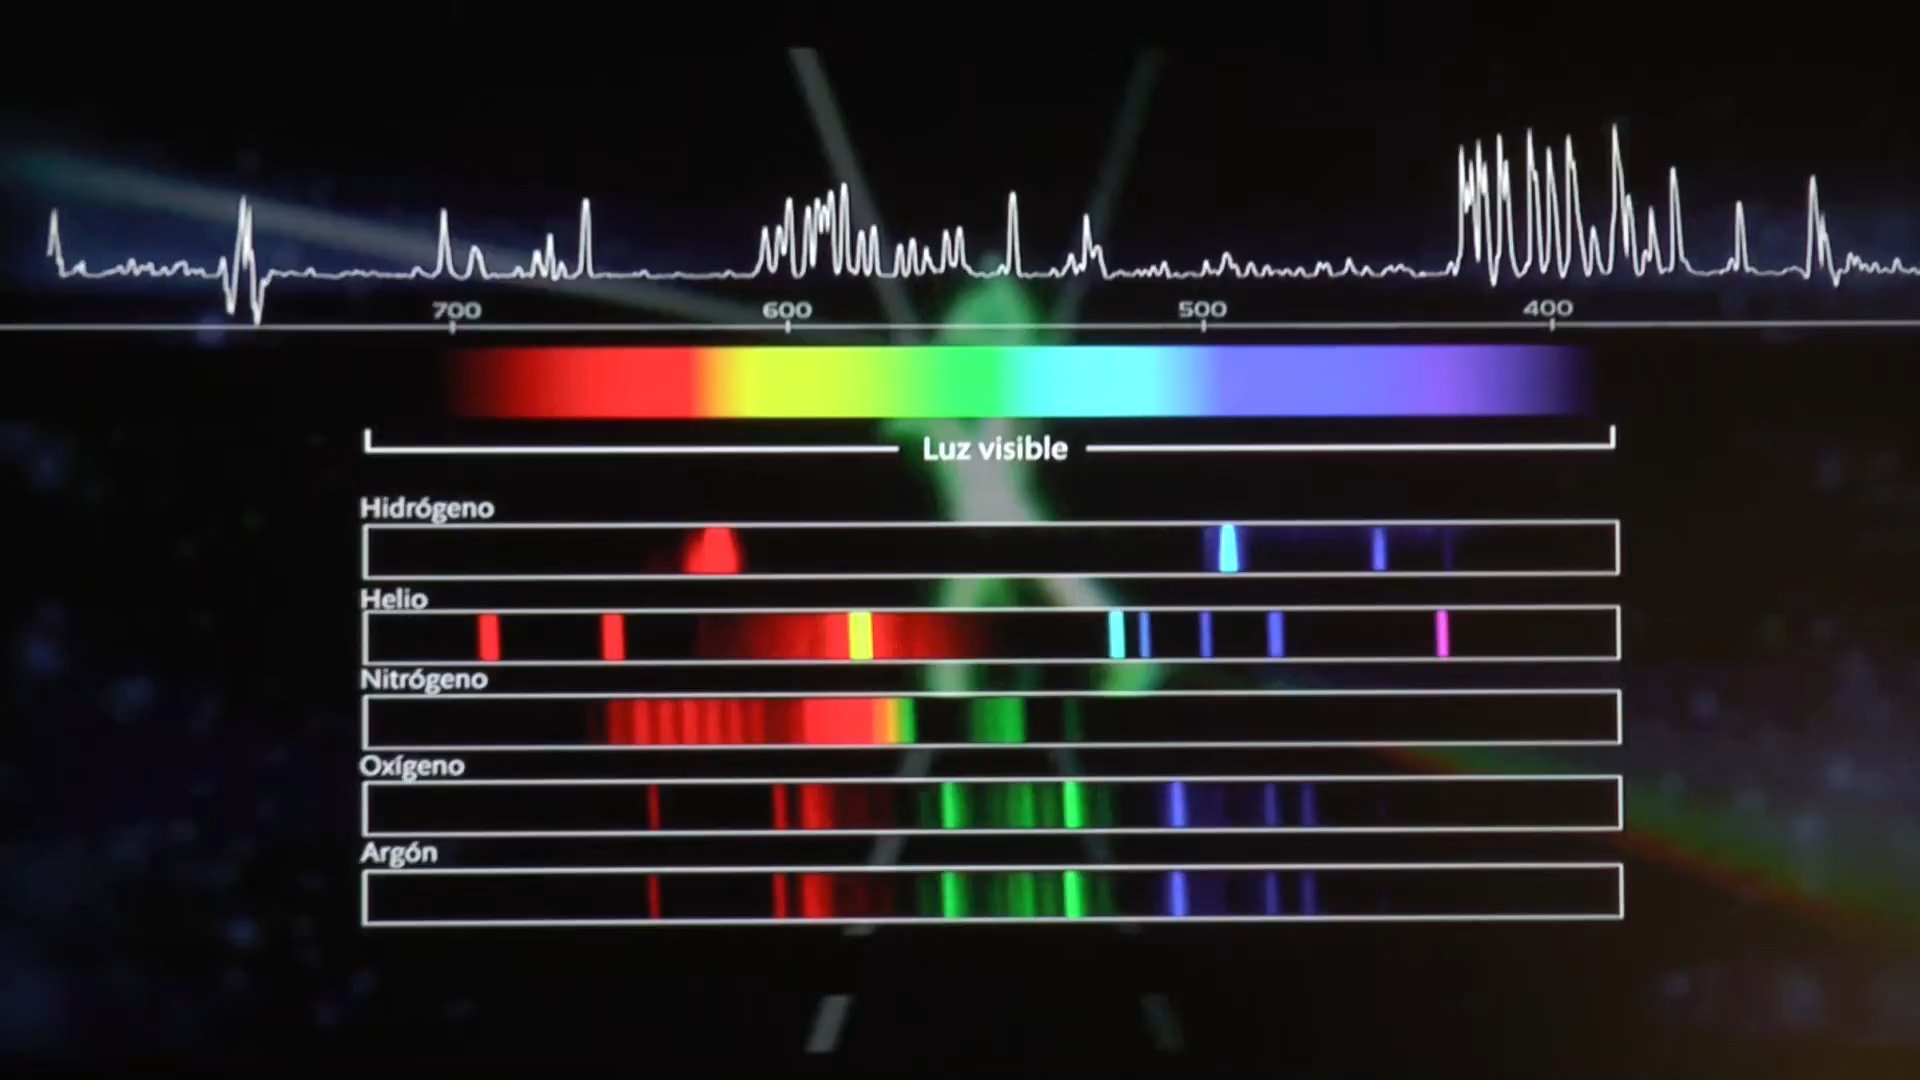 700 600 500 400
Luz visible
Hidrógeno
Helio
Nitrógeno
Oxígeno
Argón